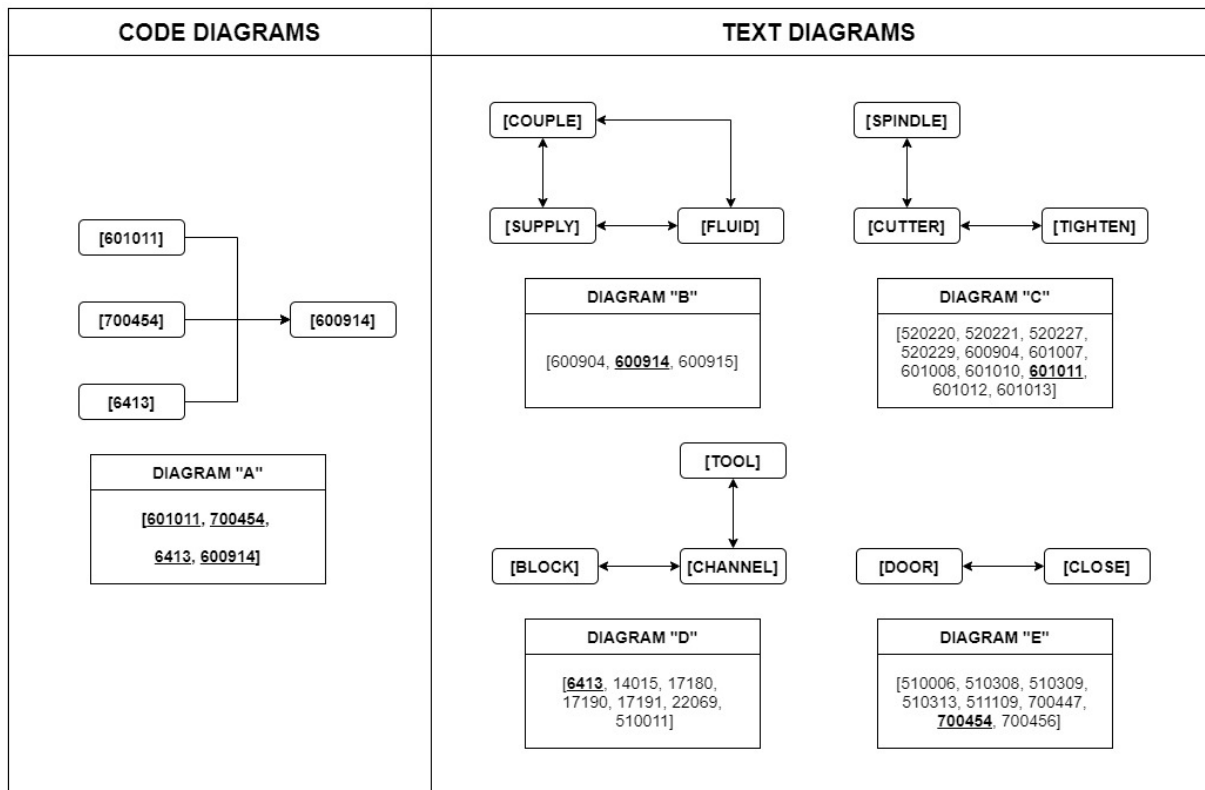 CODE DIAGRAMS
TEXT DIAGRAMS
[601011]
[700454]
[600914]
[6413]
DIAGRAM "A"
[601011, 700454,
6413, 600914]
[COUPLE]
[SUPPLY]
[FLUID]
DIAGRAM "B"
[600904, 600914, 600915]
[SPINDLE]
[CUTTER]
[TIGHTEN]
DIAGRAM "C"
[520220, 520221, 520227,
520229, 600904, 601007,
601008, 601010, 601011,
601012, 601013]
[TOOL]
[BLOCK]
[CHANNEL]
DIAGRAM "D"
[6413, 14015, 17180,
17190, 17191, 22069,
510011]
[DOOR]
[CLOSE]
DIAGRAM "E"
[510006, 510308, 510309,
510313, 511109, 700447,
700454, 700456]